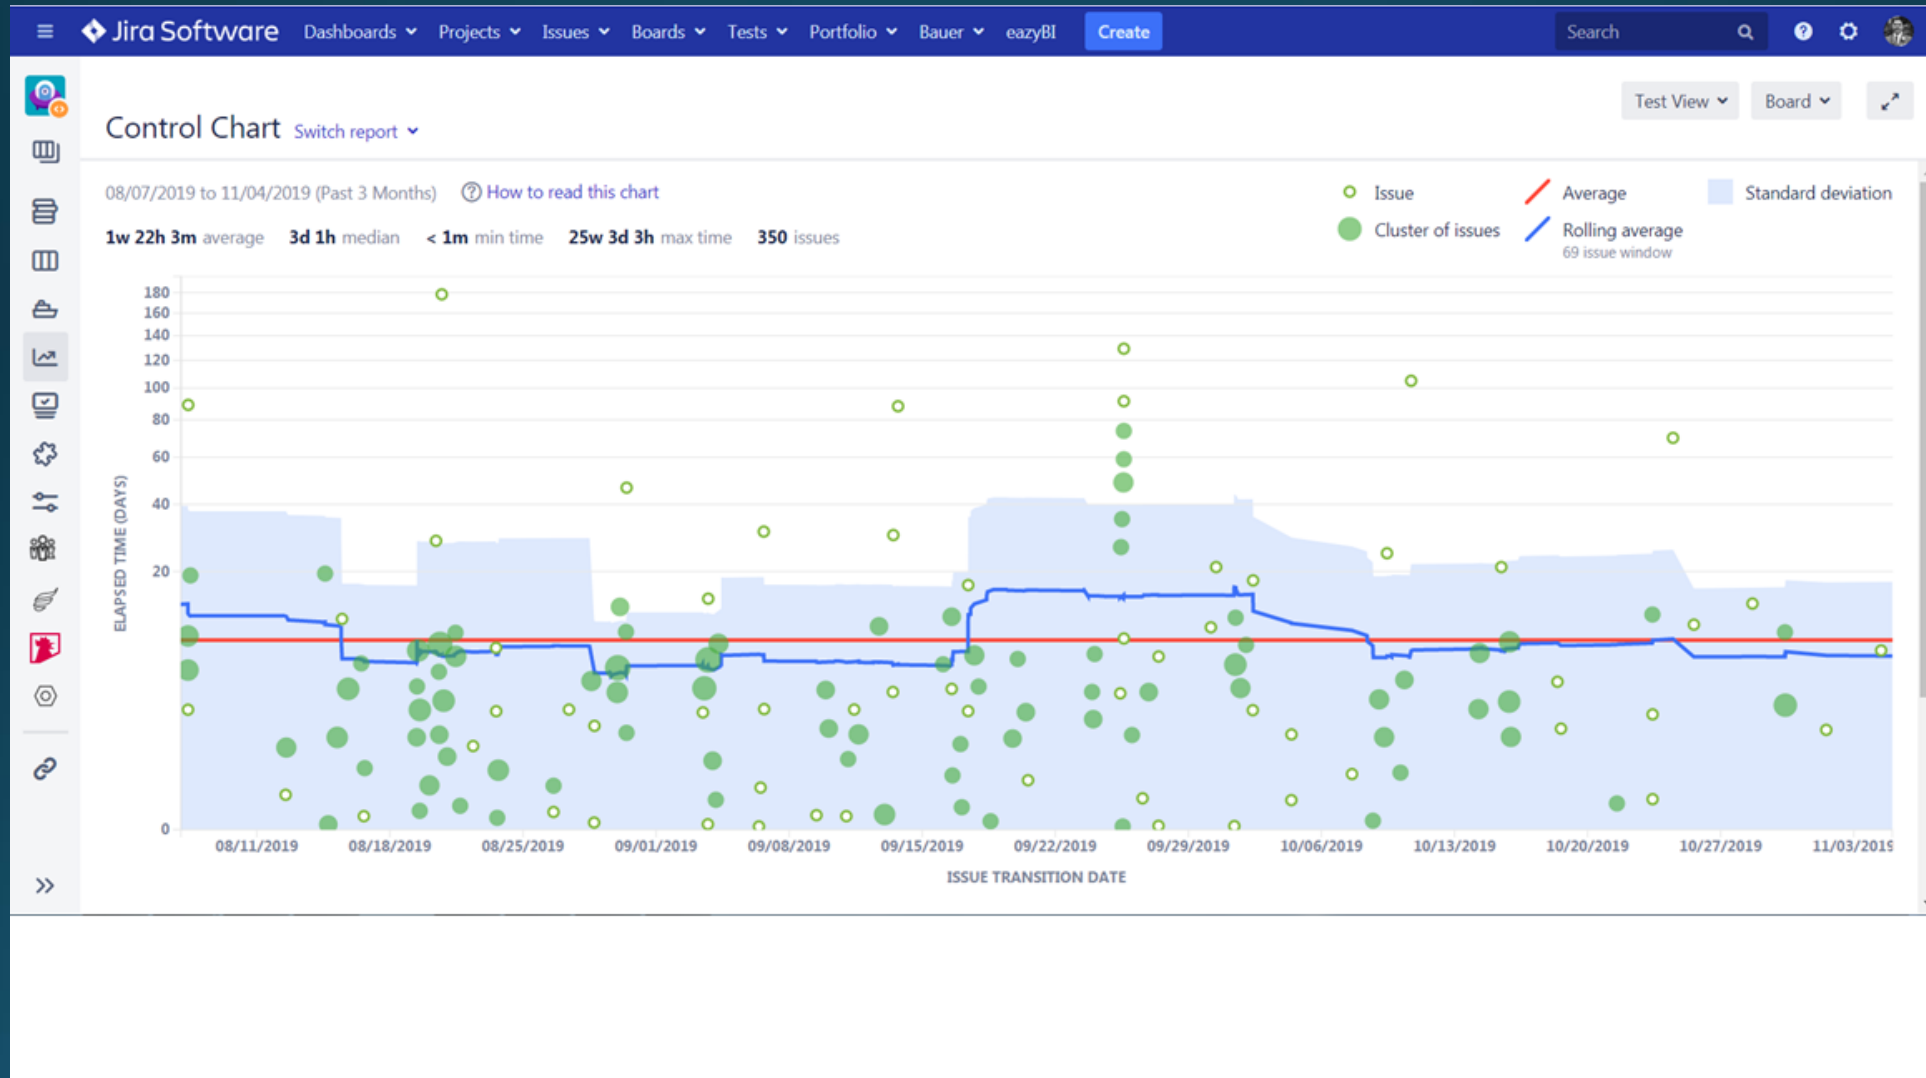 Jira Software Dashboards Projects Issues Boards Tests Portfolio Bauer eazyBI Create Search
Test View Board
Control Chart Switch report
08/07/2019 to 11/04/2019 (Past 3 Months) How to read this chart
1w 22h 3m average 3d 1h median < 1m min time 25w 3d 3h max time 350 issues
Issue Average Standard deviation
Cluster of issues Rolling average
69 issue window
180
160
140
120
100
80
60
40
20
0
ELAPSED TIME (DAYS)
08/11/2019 08/18/2019 08/25/2019 09/01/2019 09/08/2019 09/15/2019 09/22/2019 09/29/2019 10/06/2019 10/13/2019 10/20/2019 10/27/2019 11/03/2019
ISSUE TRANSITION DATE